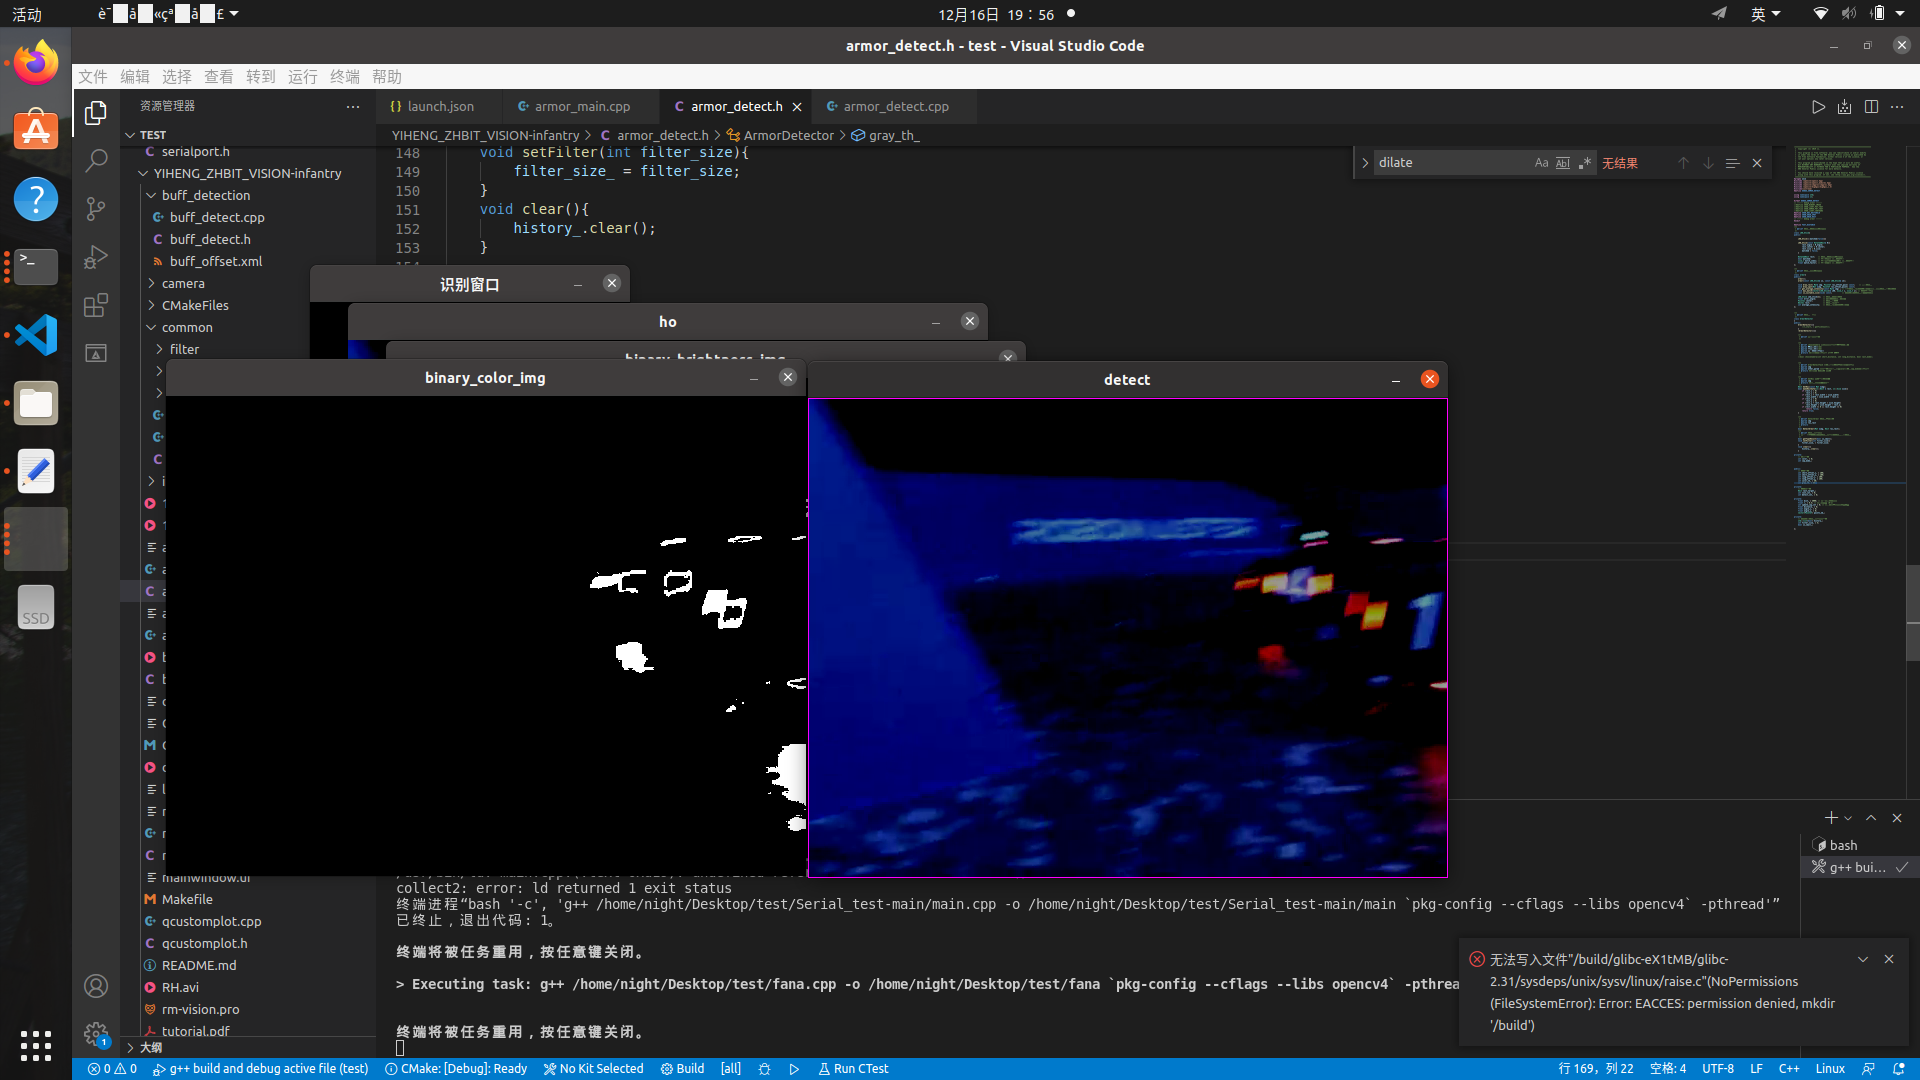 活动
12月16日 19：56
英
armor_detect.h - test - Visual Studio Code
文件 编辑 选择 查看 转到 运行 终端 帮助
资源管理器
launch.json
armor_main.cpp
armor_detect.h
armor_detect.cpp
TEST
YIHENG_ZHBIT_VISION-infantry > armor_detect.h > ArmorDetector > gray_th_
serialport.h
YIHENG_ZHBIT_VISION-infantry
buff_detection
buff_detect.cpp
buff_detect.h
buff_offset.xml
camera
CMakeFiles
common
filter
mainwindow.ui
Makefile
qcustomplot.cpp
qcustomplot.h
README.md
RH.avi
rm-vision.pro
tutorial.pdf
大纲
148 void setFilter(int filter_size){
149 filter_size_ = filter_size;
150 }
151 void clear(){
152 history_.clear();
153 }
dilate
Aa Abl .* 无结果
识别窗口
ho
binary_brightness_img
binary_color_img
detect
collect2: error: ld returned 1 exit status
终端进程“bash '-c', 'g++ /home/night/Desktop/test/Serial_test-main/main.cpp -o /home/night/Desktop/test/Serial_test-main/main `pkg-config --cflags --libs opencv4` -pthread'”
已终止，退出代码: 1。
终端将被任务重用，按任意键关闭。
> Executing task: g++ /home/night/Desktop/test/fana.cpp -o /home/night/Desktop/test/fana `pkg-config --cflags --libs opencv4` -pthrea
终端将被任务重用，按任意键关闭。
bash
g++ bui...
无法写入文件"/build/glibc-eX1tMB/glibc-
2.31/sysdeps/unix/sysv/linux/raise.c"(NoPermissions
(FileSystemError): Error: EACCES: permission denied, mkdir
'/build')
SSD
1
0 0 g++ build and debug active file (test) CMake: [Debug]: Ready No Kit Selected Build [all] Run CTest
行 169，列 22 空格: 4 UTF-8 LF C++ Linux